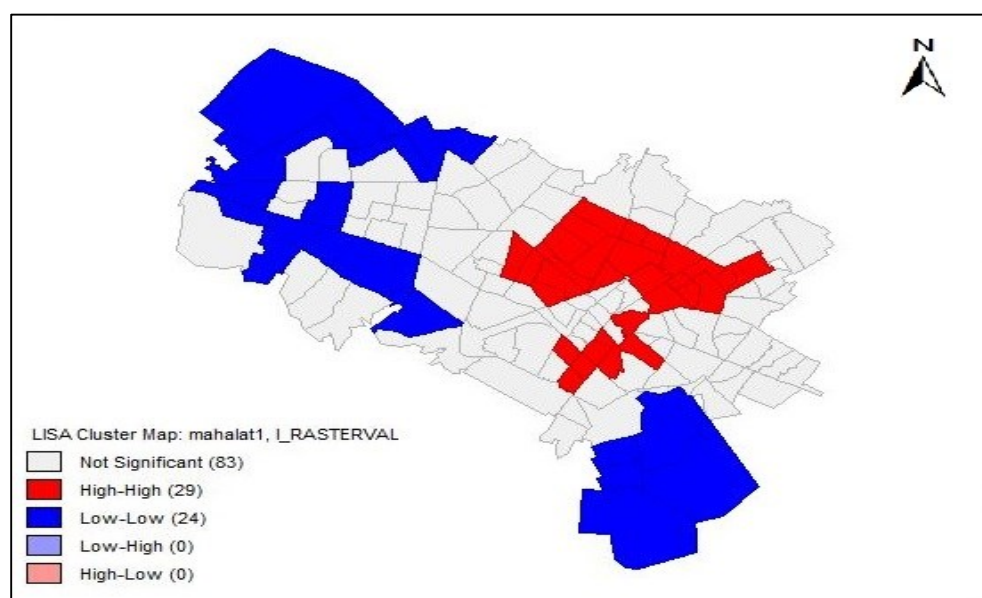 N
LISA Cluster Map: mahalat1, I_RASTERVAL
Not Significant (83)
High-High (29)
Low-Low (24)
Low-High (0)
High-Low (0)